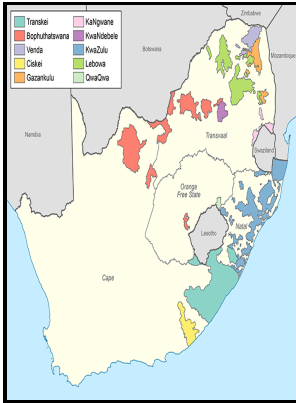 Transkei
Bophuthatswana
Venda
Ciskei
Gazankulu
KaNgwane
KwaNdebele
KwaZulu
Lebowa
QwaQwa
Zimbabwe
Botswana
Mozambique
Namibia
Transvaal
Swaziland
Orange
Free State
Natal
Lesotho
Cape